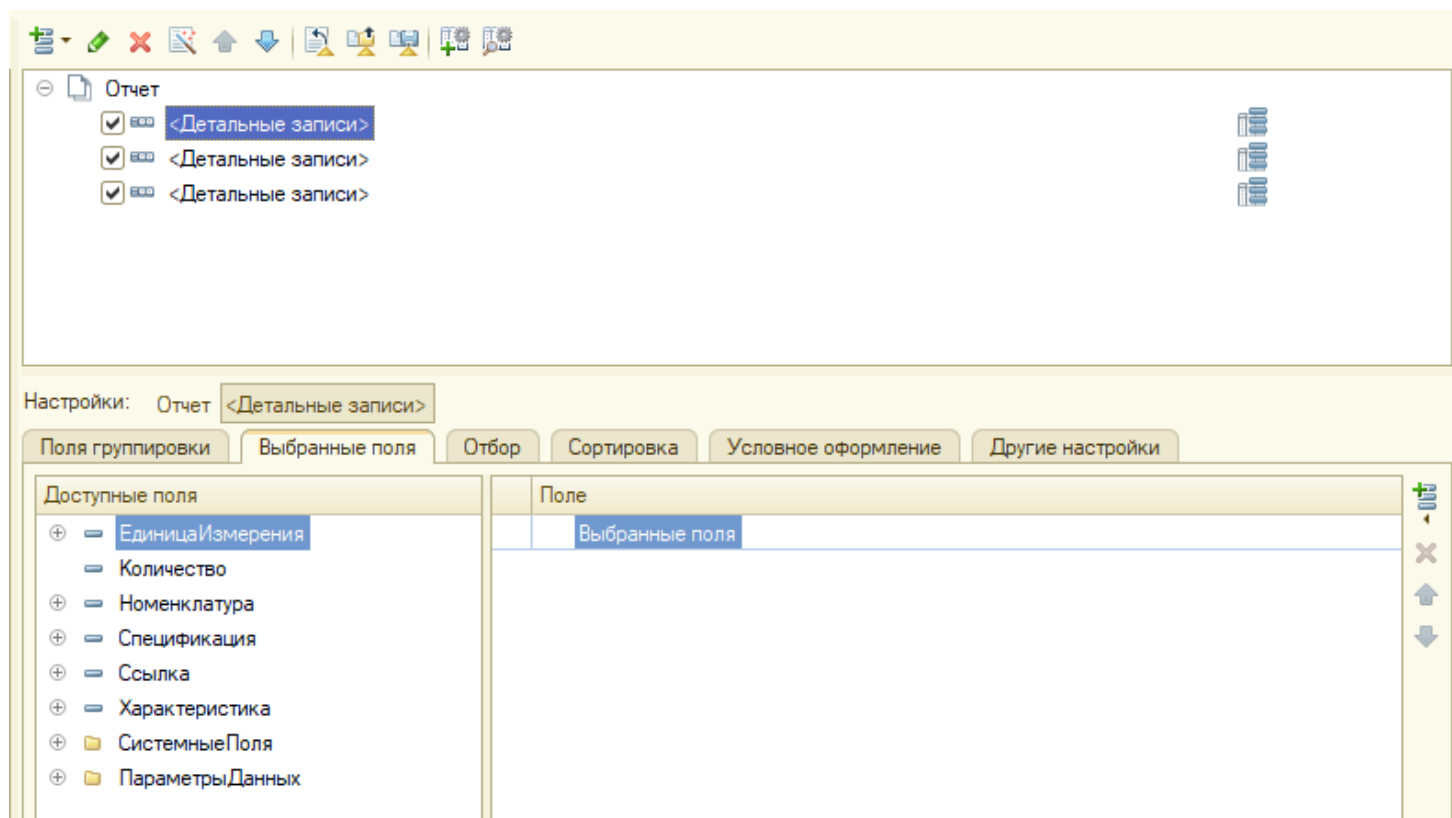 Отчет
<Детальные записи>
<Детальные записи>
<Детальные записи>
Настройки: Отчет <Детальные записи>
Поля группировки Выбранные поля Отбор Сортировка Условное оформление Другие настройки
Доступные поля Поле
ЕдиницаИзмерения Выбранные поля
Количество
Номенклатура
Спецификация
Ссылка
Характеристика
СистемныеПоля
ПараметрыДанных